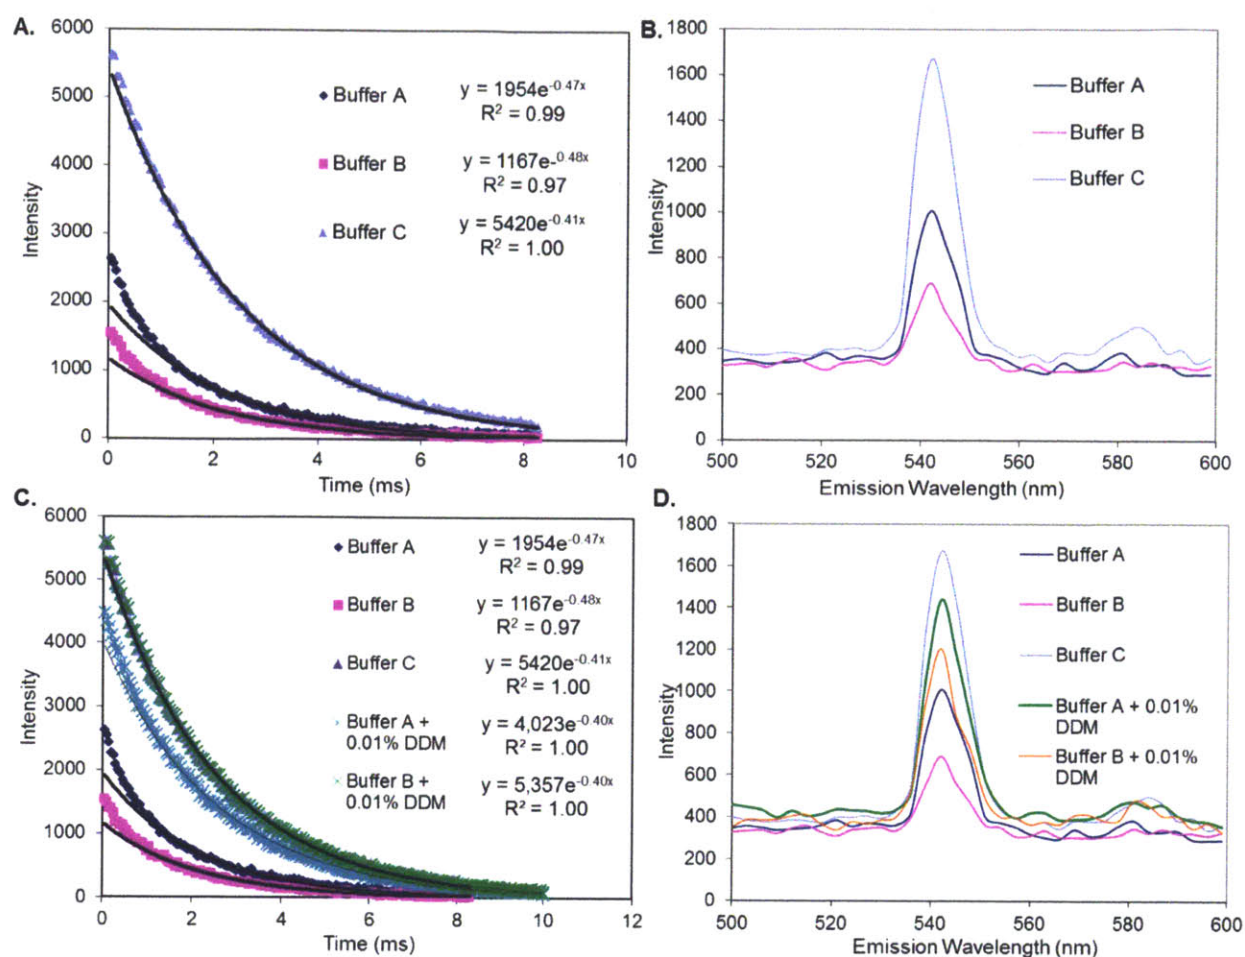 A.
6000
5000
4000
3000
2000
1000
0
Intensity
0 2 4 6 8 10
Time (ms)
Buffer A y = 1954e^-0.47x
R² = 0.99
Buffer B y = 1167e-^0.48x
R² = 0.97
Buffer C y = 5420e^-0.41x
R² = 1.00
B.
1800
1600
1400
1200
1000
800
600
400
200
0
Intensity
500 520 540 560 580 600
Emission Wavelength (nm)
Buffer A
Buffer B
Buffer C
C.
6000
5000
4000
3000
2000
1000
0
Intensity
0 2 4 6 8 10 12
Time (ms)
Buffer A y = 1954e^-0.47x
R² = 0.99
Buffer B y = 1167e^-0.48x
R² = 0.97
Buffer C y = 5420e^-0.41x
R² = 1.00
Buffer A + y = 4,023e^-0.40x
0.01% DDM R² = 1.00
Buffer B + y = 5,357e^-0.40x
0.01% DDM R² = 1.00
D.
1800
1600
1400
1200
1000
800
600
400
200
0
Intensity
500 520 540 560 580 600
Emission Wavelength (nm)
Buffer A
Buffer B
Buffer C
Buffer A + 0.01%
DDM
Buffer B + 0.01%
DDM